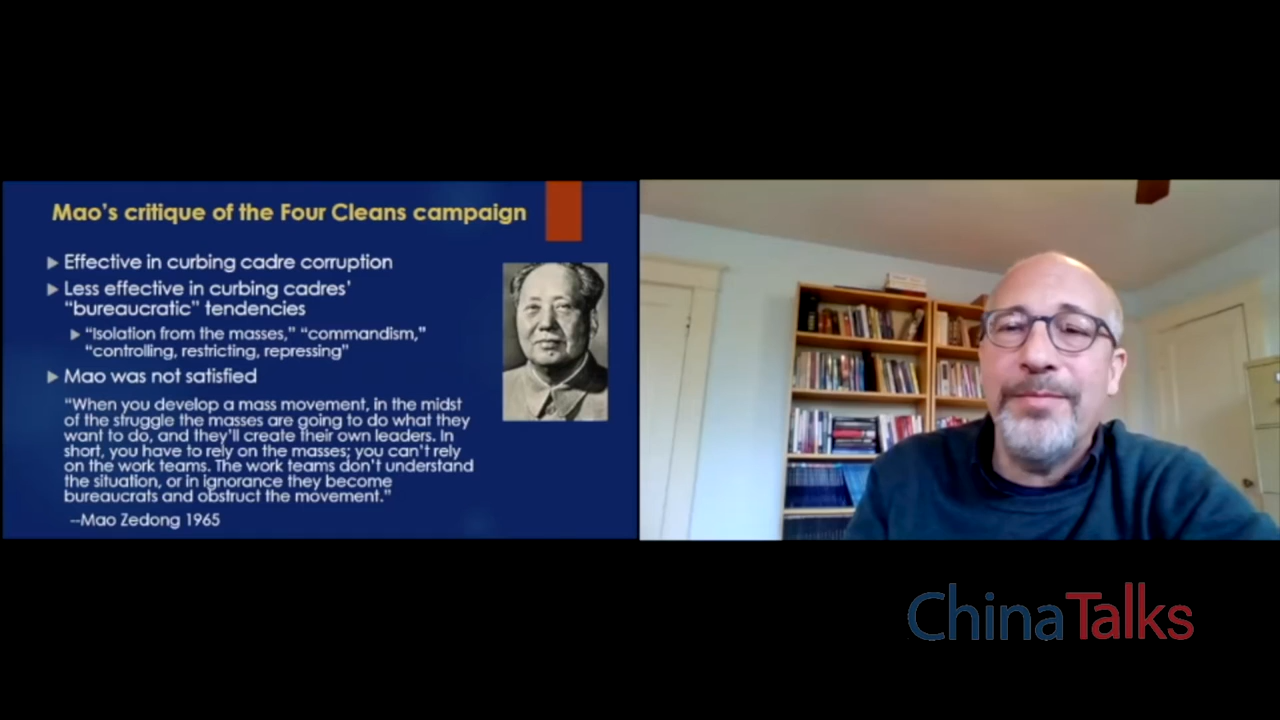 Mao's critique of the Four Cleans campaign
Effective in curbing cadre corruption
Less effective in curbing cadres'
"bureaucratic" tendencies
"Isolation from the masses," "commandism,"
"controlling, restricting, repressing"
Mao was not satisfied
"When you develop a mass movement, in the midst
of the struggle the masses are going to do what they
want to do, and they'll create their own leaders. In
short, you have to rely on the masses; you can't rely
on the work teams. The work teams don't understand
the situation, or in ignorance they become
bureaucrats and obstruct the movement."
--Mao Zedong 1965
ChinaTalks